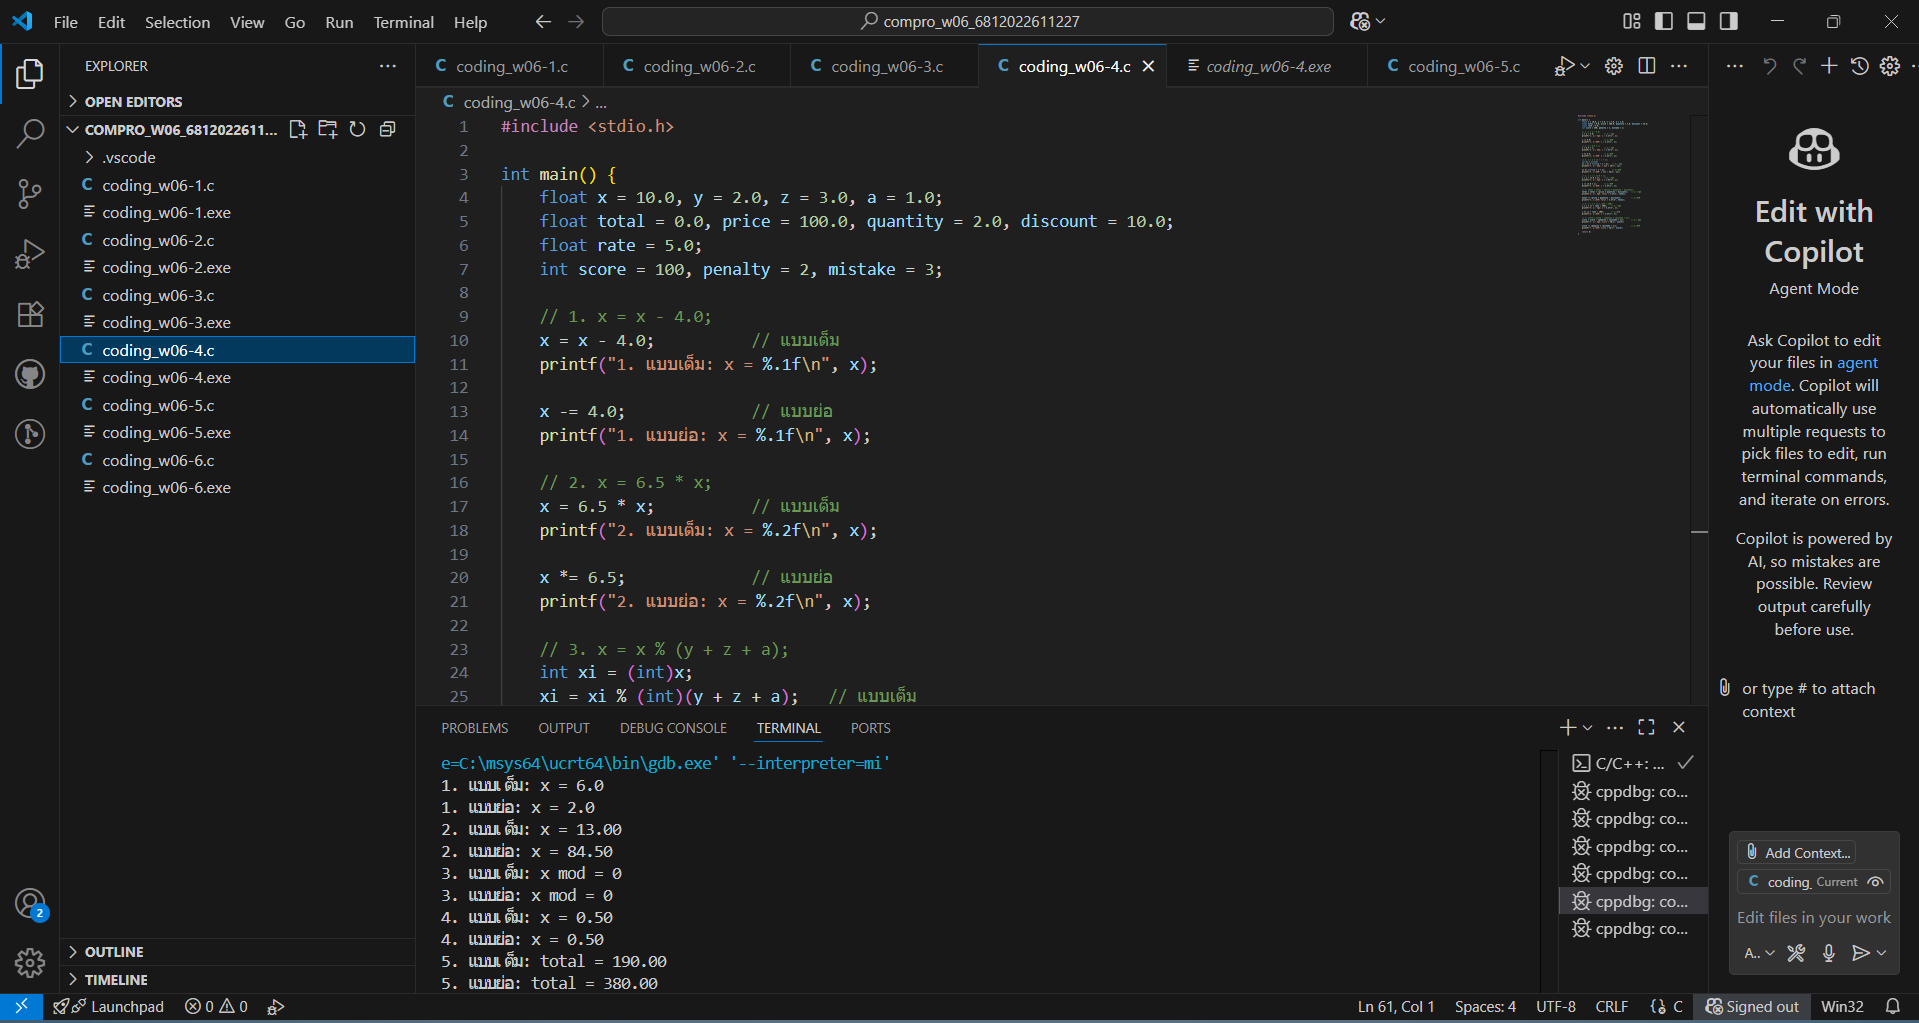 File Edit Selection View Go Run Terminal Help
compro_w06_6812022611227
EXPLORER
OPEN EDITORS
COMPRO_W06_6812022611...
.vscode
C coding_w06-1.c
coding_w06-1.exe
C coding_w06-2.c
coding_w06-2.exe
C coding_w06-3.c
coding_w06-3.exe
C coding_w06-4.c
coding_w06-4.exe
C coding_w06-5.c
coding_w06-5.exe
C coding_w06-6.c
coding_w06-6.exe
OUTLINE
TIMELINE
2
C coding_w06-1.c C coding_w06-2.c C coding_w06-3.c C coding_w06-4.c coding_w06-4.exe C coding_w06-5.c
C coding_w06-4.c > ...
1 #include <stdio.h>
2
3 int main() {
4 float x = 10.0, y = 2.0, z = 3.0, a = 1.0;
5 float total = 0.0, price = 100.0, quantity = 2.0, discount = 10.0;
6 float rate = 5.0;
7 int score = 100, penalty = 2, mistake = 3;
8
9 // 1. x = x - 4.0;
10 x = x - 4.0; // แบบเต็ม
11 printf("1. แบบเต็ม: x = %.1f\n", x);
12
13 x -= 4.0; // แบบย่อ
14 printf("1. แบบย่อ: x = %.1f\n", x);
15
16 // 2. x = 6.5 * x;
17 x = 6.5 * x; // แบบเต็ม
18 printf("2. แบบเต็ม: x = %.2f\n", x);
19
20 x *= 6.5; // แบบย่อ
21 printf("2. แบบย่อ: x = %.2f\n", x);
22
23 // 3. x = x % (y + z + a);
24 int xi = (int)x;
25 xi = xi % (int)(y + z + a); // แบบเต็ม
PROBLEMS OUTPUT DEBUG CONSOLE TERMINAL PORTS
e=C:\msys64\ucrt64\bin\gdb.exe' '--interpreter=mi'
1. แบบเต็ม: x = 6.0
1. แบบย่อ: x = 2.0
2. แบบเต็ม: x = 13.00
2. แบบย่อ: x = 84.50
3. แบบเต็ม: x mod = 0
3. แบบย่อ: x mod = 0
4. แบบเต็ม: x = 0.50
4. แบบย่อ: x = 0.50
5. แบบเต็ม: total = 190.00
5. แบบย่อ: total = 380.00
C/C++: ...
cppdbg: co...
cppdbg: co...
cppdbg: co...
cppdbg: co...
cppdbg: co...
cppdbg: co...
Edit with
Copilot
Agent Mode
Ask Copilot to edit
your files in agent
mode. Copilot will
automatically use
multiple requests to
pick files to edit, run
terminal commands,
and iterate on errors.
Copilot is powered by
AI, so mistakes are
possible. Review
output carefully
before use.
or type # to attach
context
Add Context...
C coding_ Current
Edit files in your work
A..
Launchpad 0 0
Ln 61, Col 1 Spaces: 4 UTF-8 CRLF {} C Signed out Win32